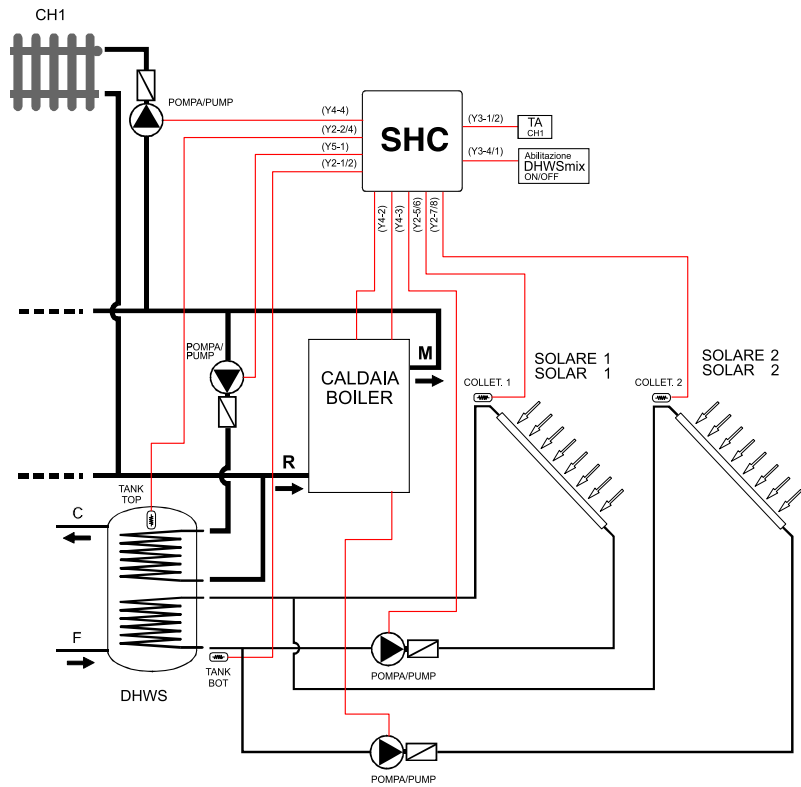 CH1
POMPA/PUMP
(Y4-4)
(Y2-2/4)
(Y5-1)
(Y2-1/2)
SHC
(Y3-1/2)
TA
CH1
(Y3-4/1)
Abilitazione
DHWSmix
ON/OFF
(Y4-2)
(Y4-3)
(Y2-5/6)
(Y2-7/8)
POMPA/
PUMP
M
CALDAIA
BOILER
SOLARE 1
SOLAR 1
SOLARE 2
SOLAR 2
COLLET. 1
COLLET. 2
R
TANK
TOP
C
F
TANK
BOT
DHWS
POMPA/PUMP
POMPA/PUMP